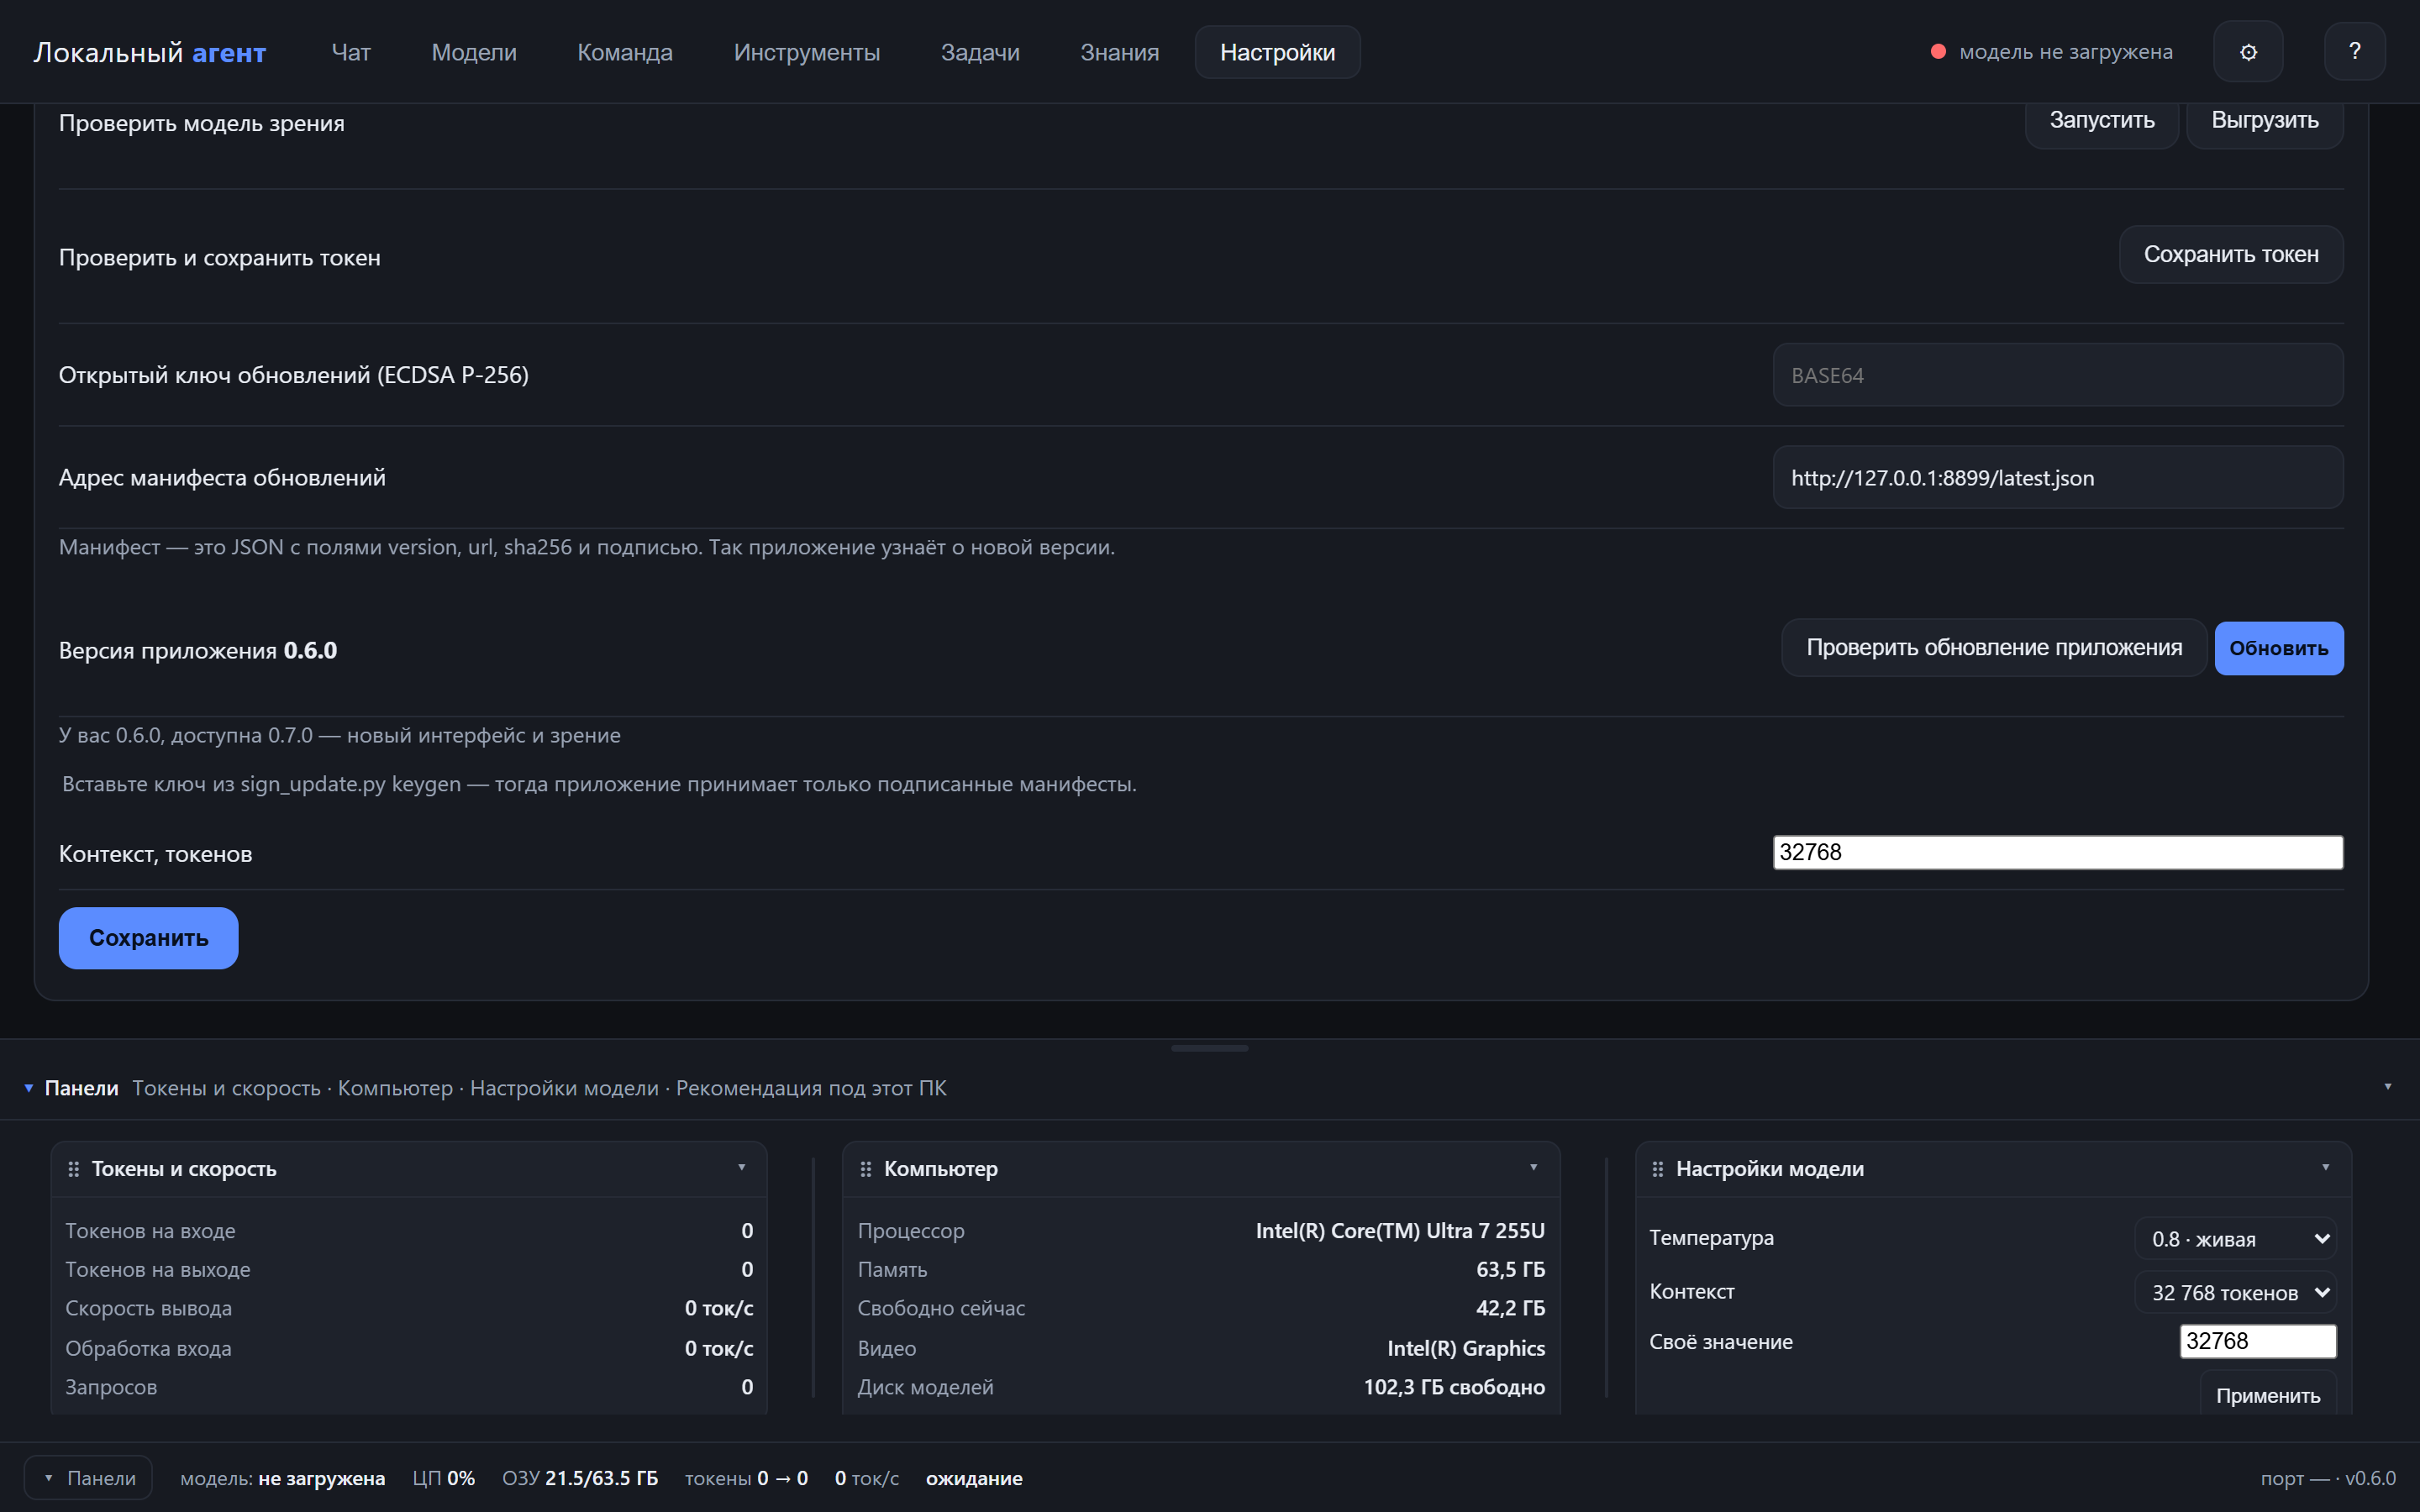 Локальный агент Чат Модели Команда Инструменты Задачи Знания Настройки модель не загружена ?
Проверить модель зрения Запустить Выгрузить
Проверить и сохранить токен Сохранить токен
Открытый ключ обновлений (ECDSA P-256) BASE64
Адрес манифеста обновлений http://127.0.0.1:8899/latest.json
Манифест — это JSON с полями version, url, sha256 и подписью. Так приложение узнаёт о новой версии.
Версия приложения 0.6.0 Проверить обновление приложения Обновить
У вас 0.6.0, доступна 0.7.0 — новый интерфейс и зрение
Вставьте ключ из sign_update.py keygen — тогда приложение принимает только подписанные манифесты.
Контекст, токенов 32768
Сохранить
Панели Токены и скорость · Компьютер · Настройки модели · Рекомендация под этот ПК
Токены и скорость
Токенов на входе 0
Токенов на выходе 0
Скорость вывода 0 ток/с
Обработка входа 0 ток/с
Запросов 0
Компьютер
Процессор Intel(R) Core(TM) Ultra 7 255U
Память 63,5 ГБ
Свободно сейчас 42,2 ГБ
Видео Intel(R) Graphics
Диск моделей 102,3 ГБ свободно
Настройки модели
Температура 0.8 · живая
Контекст 32 768 токенов
Своё значение 32768
Применить
Панели модель: не загружена ЦП 0% ОЗУ 21.5/63.5 ГБ токены 0 → 0 0 ток/с ожидание порт — · v0.6.0